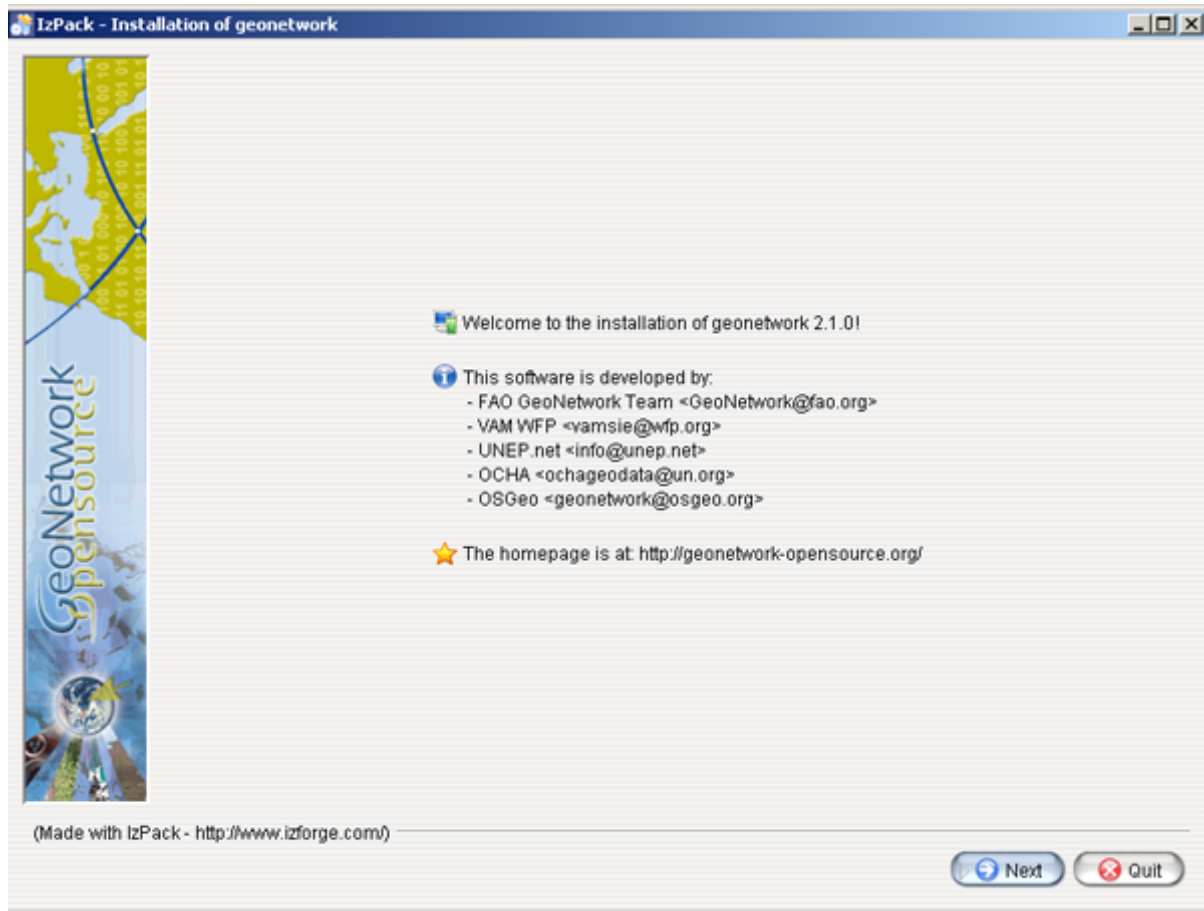 IzPack - Installation of geonetwork
GeoNetwork
Opensource
Welcome to the installation of geonetwork 2.1.0!
This software is developed by:
- FAO GeoNetwork Team <GeoNetwork@fao.org>
- VAM WFP <vamsie@wfp.org>
- UNEP.net <info@unep.net>
- OCHA <ochageodata@un.org>
- OSGeo <geonetwork@osgeo.org>
The homepage is at: http://geonetwork-opensource.org/
(Made with IzPack - http://www.izforge.com/)
Next
Quit